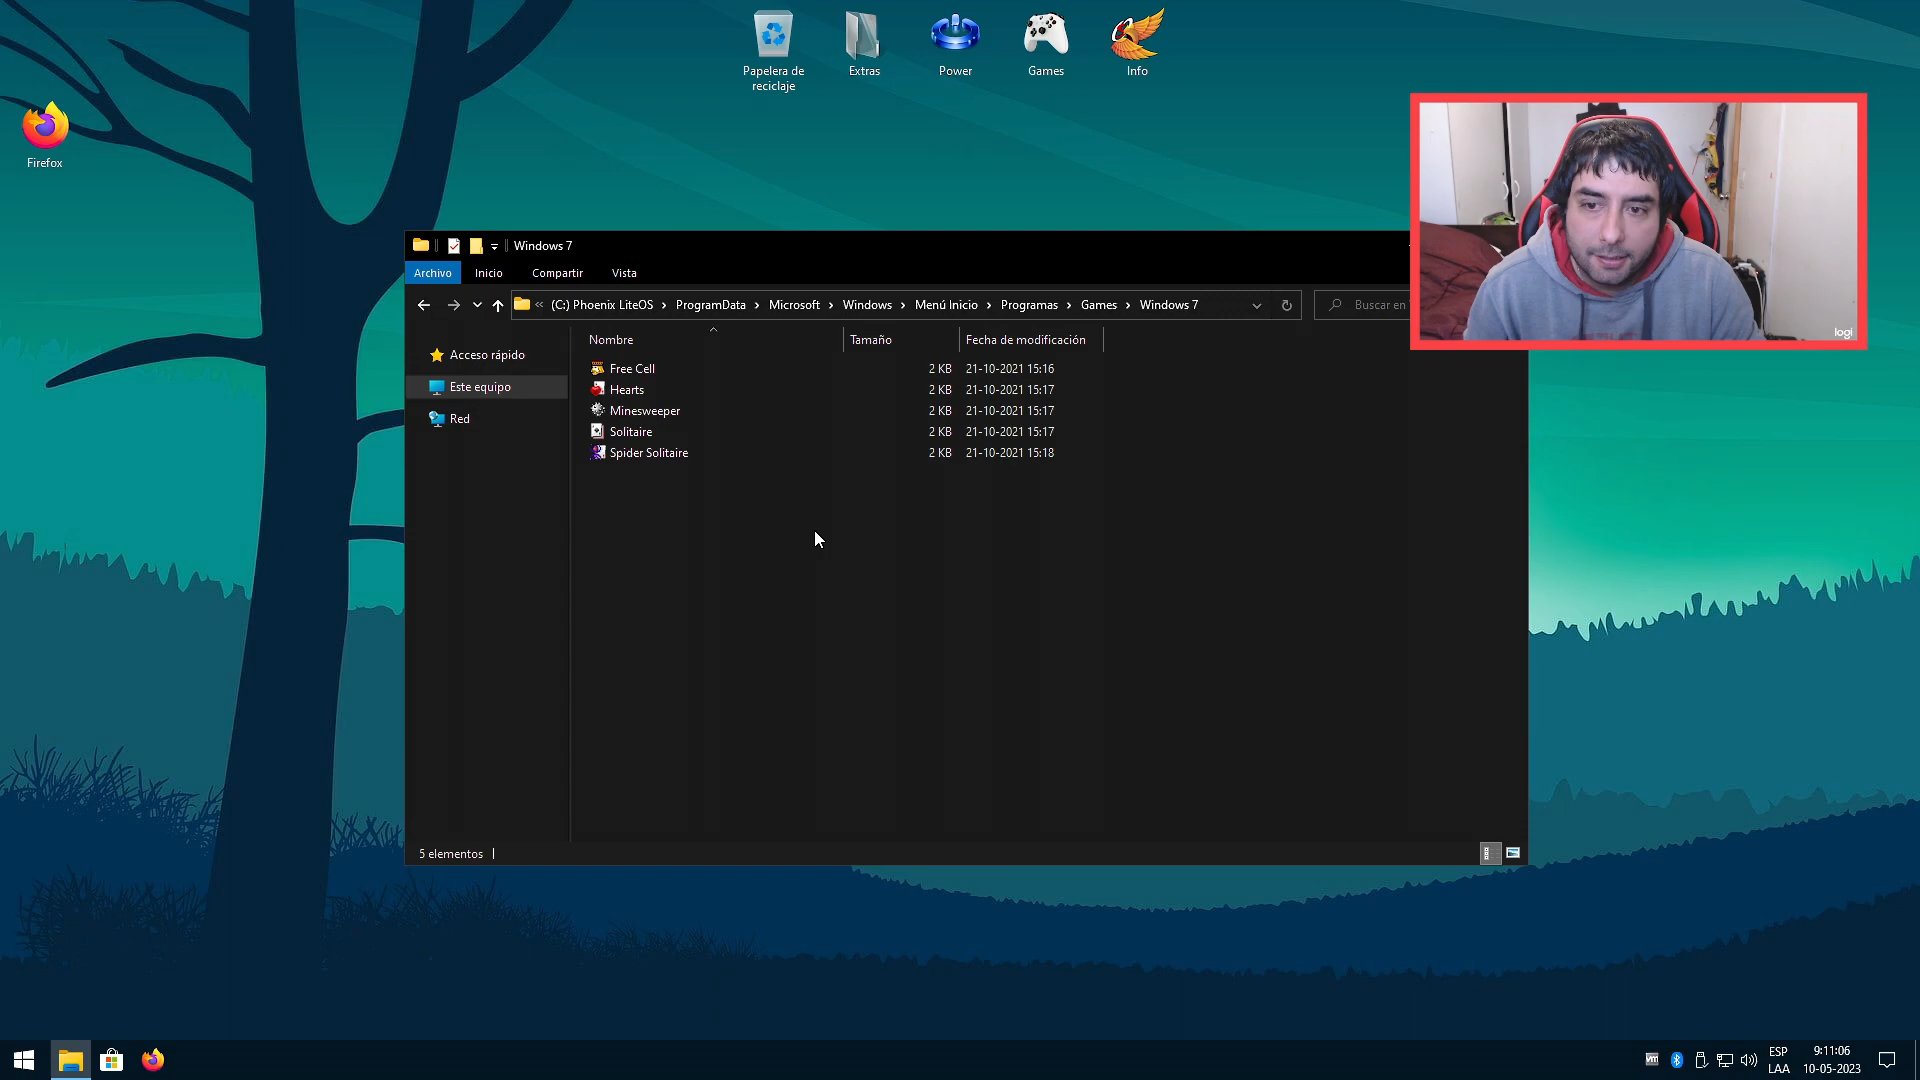 Papelera de
reciclaje
Extras
Power
Games
Info
Firefox
Windows 7
Archivo
Inicio
Compartir
Vista
« (C:) Phoenix LiteOS › ProgramData › Microsoft › Windows › Menú Inicio › Programas › Games › Windows 7
Buscar en
logi
Acceso rápido
Este equipo
Red
Nombre Tamaño Fecha de modificación
Free Cell 2 KB 21-10-2021 15:16
Hearts 2 KB 21-10-2021 15:17
Minesweeper 2 KB 21-10-2021 15:17
Solitaire 2 KB 21-10-2021 15:17
Spider Solitaire 2 KB 21-10-2021 15:18
5 elementos
vm
ESP
LAA
9:11:06
10-05-2023